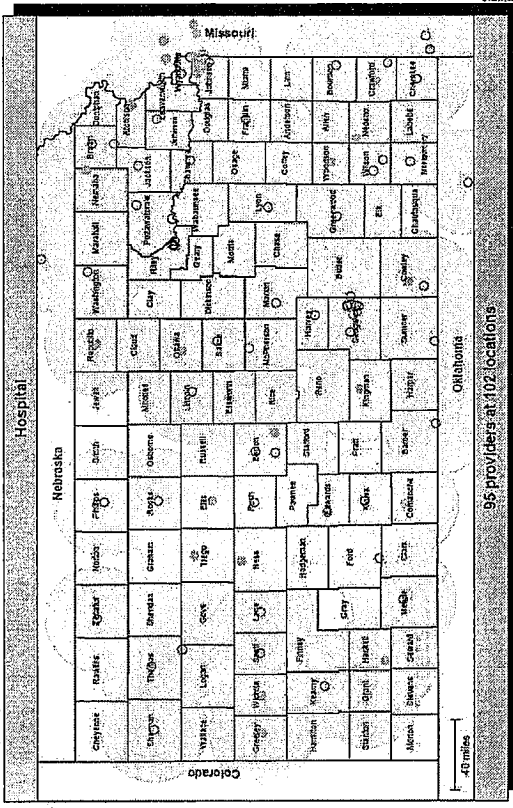 Hospital
Nebraska
Cheyenne
Rawlins
Decatur
Norton
Phillips
Smith
Jewell
Republic
Washington
Marshall
Nemaha
Brown
Doniphan
Sherman
Thomas
Sheridan
Graham
Rooks
Osborne
Mitchell
Cloud
Clay
Riley
Pottawatomie
Jackson
Atchison
Jefferson
Leavenworth
Wyandotte
Wallace
Logan
Gove
Trego
Ellis
Russell
Lincoln
Ottawa
Saline
Dickinson
Geary
Wabaunsee
Shawnee
Douglas
Johnson
Missouri
Colorado
Greeley
Wichita
Scott
Lane
Ness
Rush
Barton
Ellsworth
Rice
McPherson
Marion
Morris
Chase
Lyon
Osage
Coffey
Franklin
Anderson
Miami
Linn
Hamilton
Kearny
Finney
Hodgeman
Pawnee
Stafford
Reno
Harvey
Butler
Greenwood
Woodson
Allen
Bourbon
Stanton
Grant
Haskell
Gray
Ford
Edwards
Kiowa
Pratt
Kingman
Sedgwick
Elk
Wilson
Neosho
Crawford
Morton
Stevens
Seward
Meade
Clark
Comanche
Barber
Harper
Sumner
Cowley
Chautauqua
Montgomery
Labette
Cherokee
40 miles
Oklahoma
95 providers at 102 locations